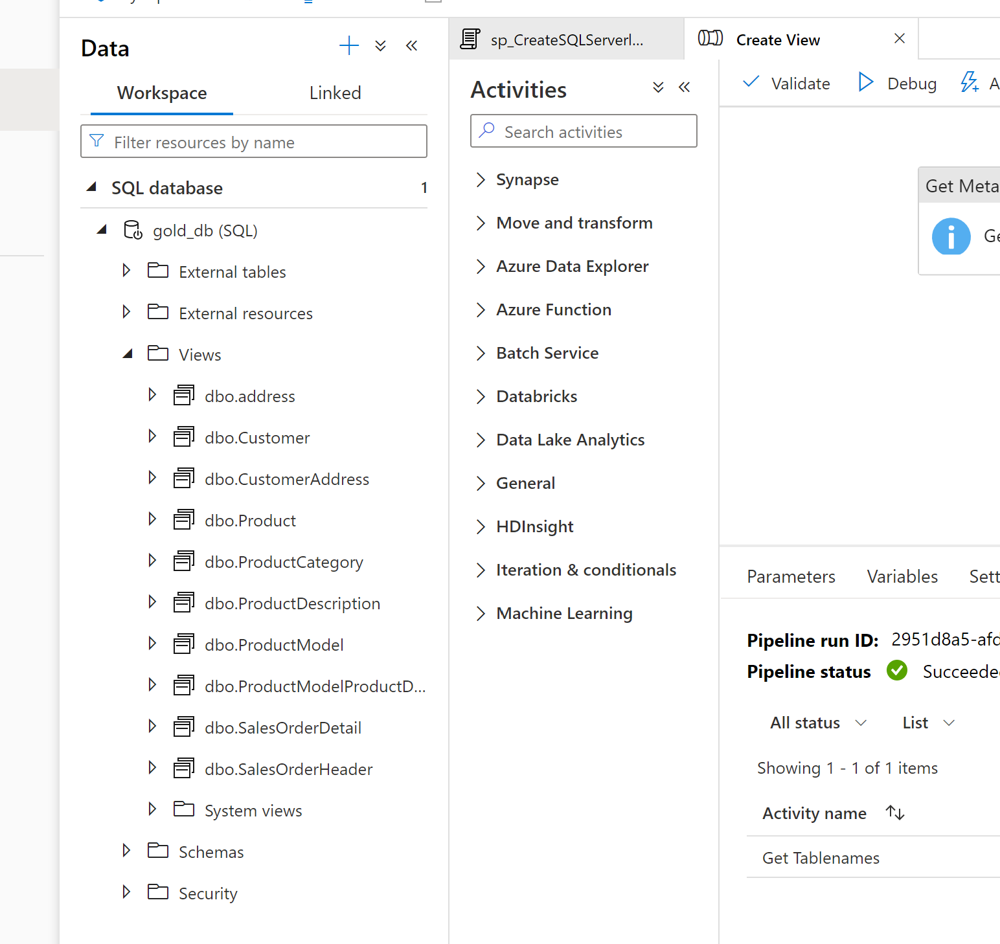 Data
Workspace
Linked
Filter resources by name
SQL database
1
gold_db (SQL)
External tables
External resources
Views
dbo.address
dbo.Customer
dbo.CustomerAddress
dbo.Product
dbo.ProductCategory
dbo.ProductDescription
dbo.ProductModel
dbo.ProductModelProductD...
dbo.SalesOrderDetail
dbo.SalesOrderHeader
System views
Schemas
Security
sp_CreateSQLServerl...
Create View
Activities
Search activities
Synapse
Move and transform
Azure Data Explorer
Azure Function
Batch Service
Databricks
Data Lake Analytics
General
HDInsight
Iteration & conditionals
Machine Learning
Validate
Debug
A
Get Meta
Ge
Parameters
Variables
Sett
Pipeline run ID: 2951d8a5-afd
Pipeline status Succeeded
All status
List
Showing 1 - 1 of 1 items
Activity name
Get Tablenames